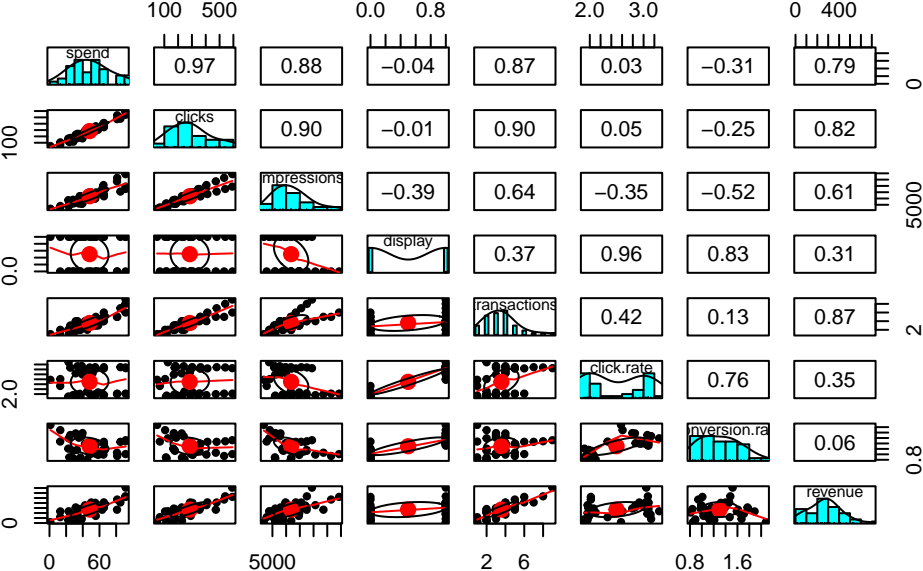 100 500 0.0 0.8 2.0 3.0 0 400
spend 0.97 0.88 −0.04 0.87 0.03 −0.31 0.79 0
100 clicks 0.90 −0.01 0.90 0.05 −0.25 0.82
mpressions −0.39 0.64 −0.35 −0.52 0.61 5000
0.0 display 0.37 0.96 0.83 0.31
transactions 0.42 0.13 0.87 2
2.0 click.rate 0.76 0.35
onversion.ra 0.06 0.8
0 revenue
0 60 5000 2 6 0.8 1.6